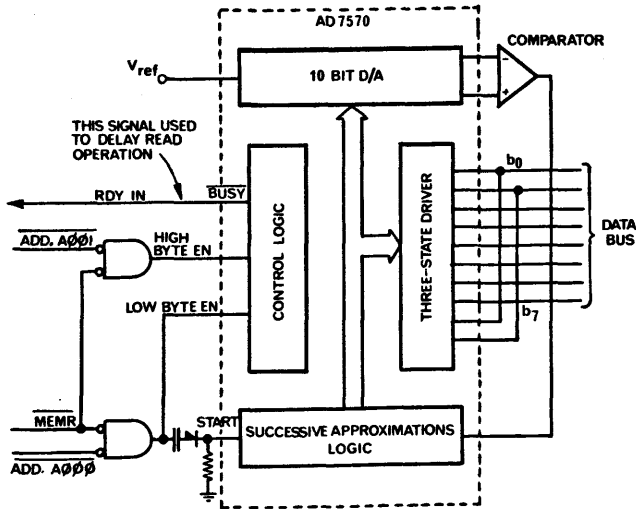 AD 7570
COMPARATOR
Vref
10 BIT D/A
−
+
THIS SIGNAL USED
TO DELAY READ
OPERATION
b0
BUSY
RDY IN
ADD. AØØ1
HIGH
BYTE EN
CONTROL LOGIC
THREE-STATE DRIVER
DATA
BUS
LOW BYTE EN
b7
MEMR
START
SUCCESSIVE APPROXIMATIONS
LOGIC
ADD. AØØØ